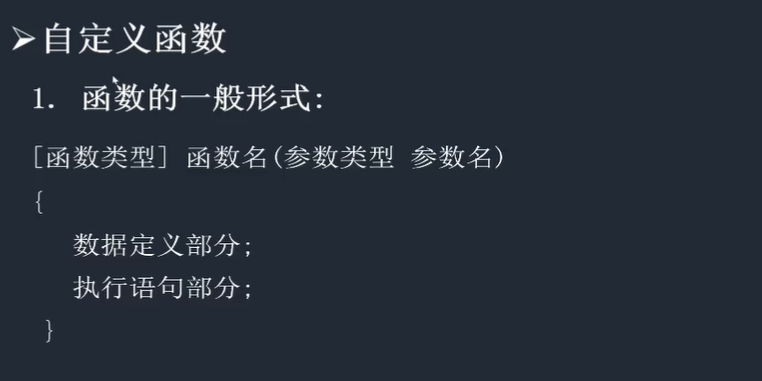 ➢自定义函数
1. 函数的一般形式:
[函数类型] 函数名(参数类型 参数名)
{
数据定义部分;
执行语句部分;
}